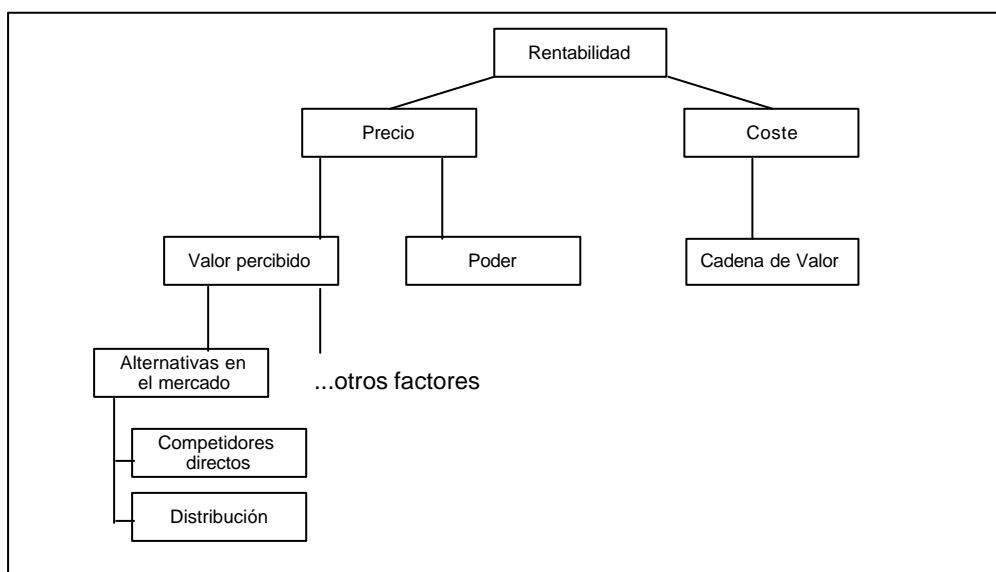 Rentabilidad
Precio
Coste
Valor percibido
Poder
Cadena de Valor
Alternativas en
el mercado
...otros factores
Competidores
directos
Distribución